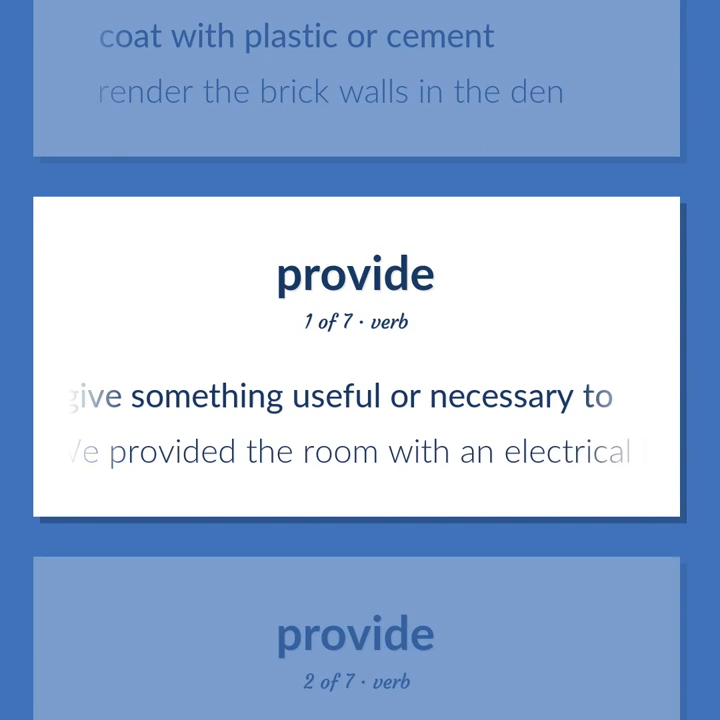 coat with plastic or cement
render the brick walls in the den
provide
1 of 7 · verb
give something useful or necessary to
We provided the room with an electrical
provide
2 of 7 · verb